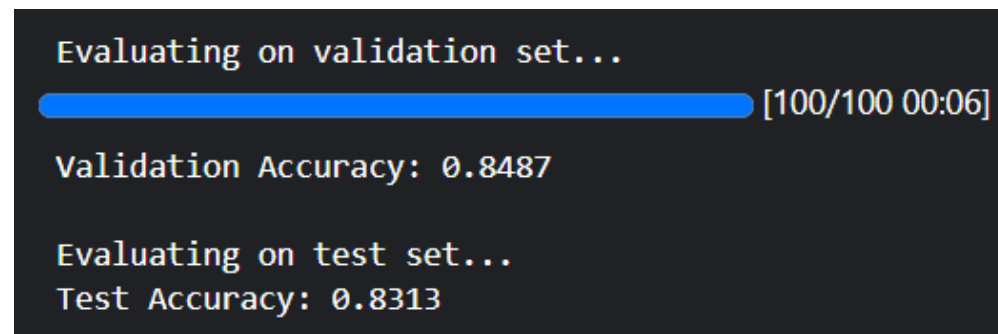 Evaluating on validation set...
[100/100 00:06]
Validation Accuracy: 0.8487
Evaluating on test set...
Test Accuracy: 0.8313